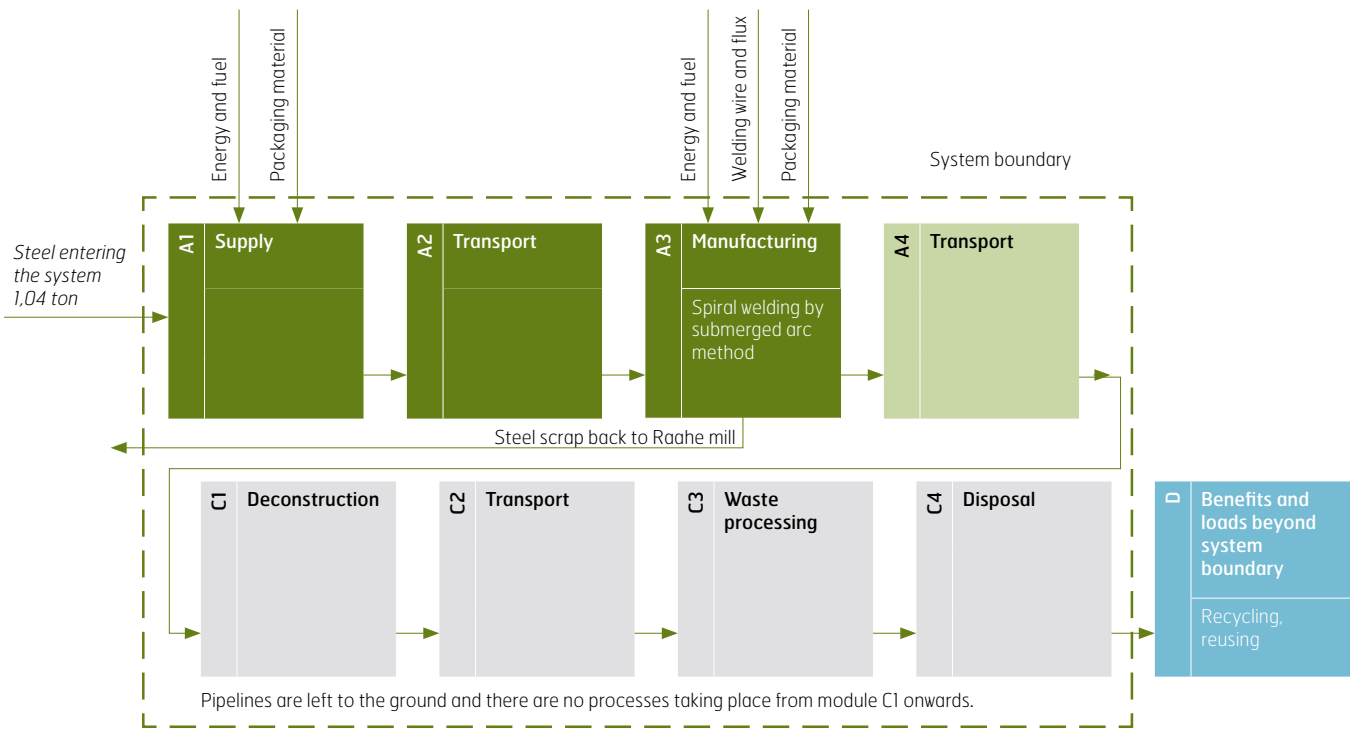 Energy and fuel
Packaging material
Energy and fuel
Welding wire and flux
Packaging material
System boundary
Steel entering
the system
1,04 ton
A1
Supply
A2
Transport
A3
Manufacturing
Spiral welding by
submerged arc
method
A4
Transport
Steel scrap back to Raahe mill
C1
Deconstruction
C2
Transport
C3
Waste
processing
C4
Disposal
D
Benefits and
loads beyond
system
boundary
Recycling,
reusing
Pipelines are left to the ground and there are no processes taking place from module C1 onwards.